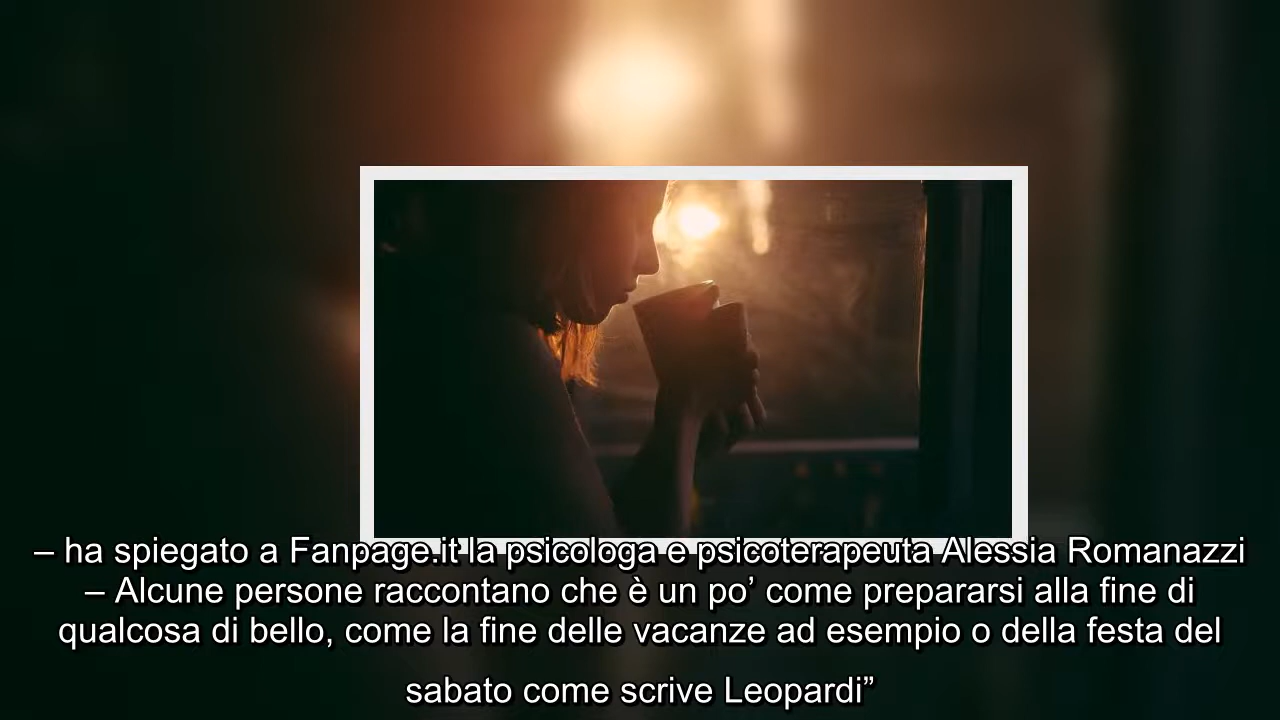 – ha spiegato a Fanpage.it la psicologa e psicoterapeuta Alessia Romanazzi
– Alcune persone raccontano che è un po’ come prepararsi alla fine di
qualcosa di bello, come la fine delle vacanze ad esempio o della festa del
sabato come scrive Leopardi”